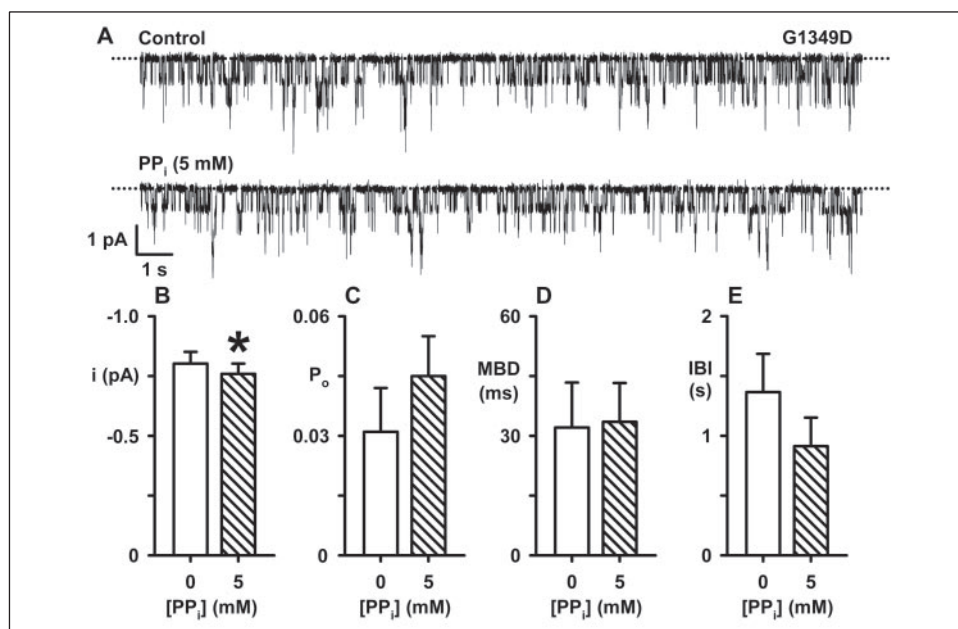 A
Control
G1349D
PPi (5 mM)
1 pA
1 s
B
-1.0
i (pA)
-0.5
0
*
0
5
[PPi] (mM)
C
0.06
Po
0.03
0
0
5
[PPi] (mM)
D
60
MBD
(ms)
30
0
0
5
[PPi] (mM)
E
2
IBI
(s)
1
0
0
5
[PPi] (mM)